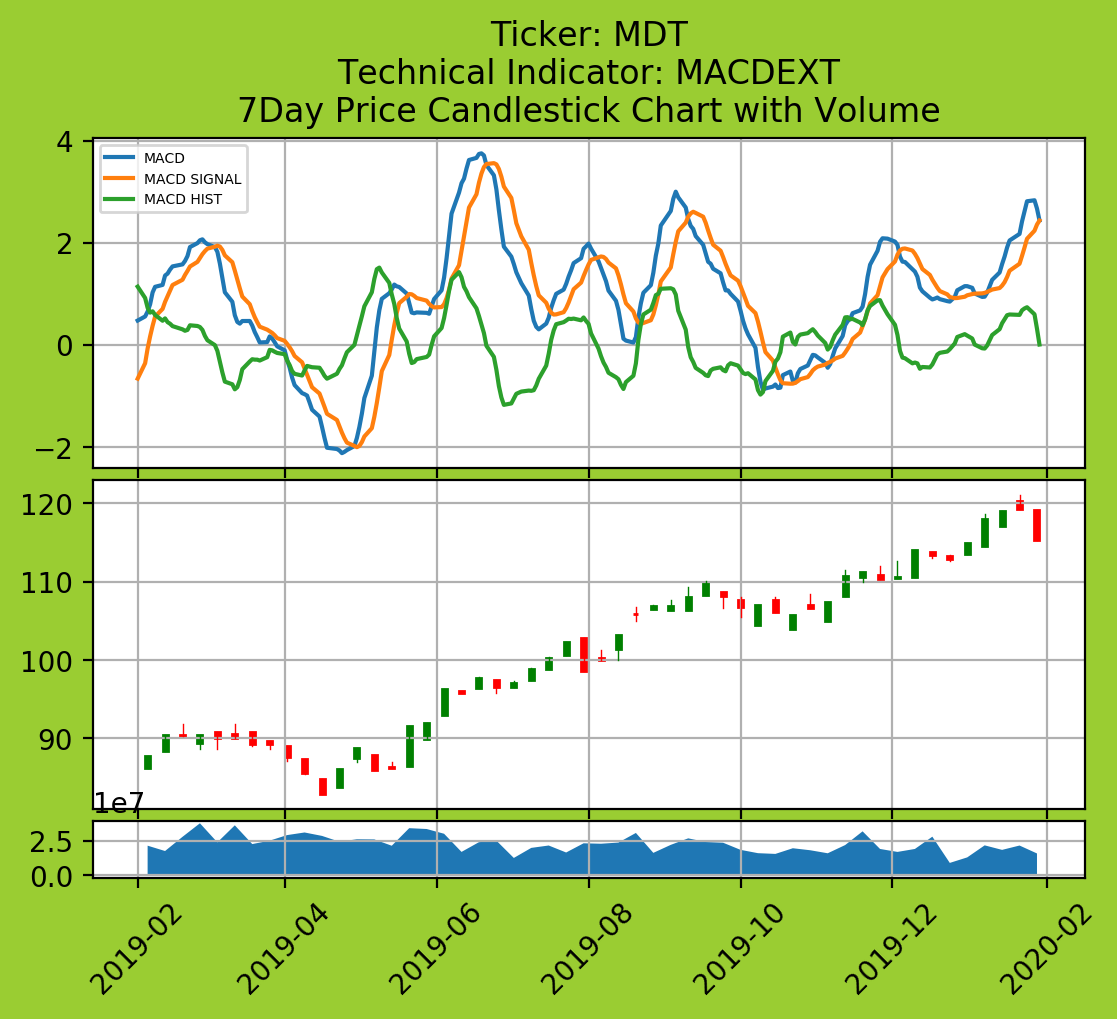 Ticker: MDT
Technical Indicator: MACDEXT
7Day Price Candlestick Chart with Volume
MACD
MACD SIGNAL
MACD HIST
4
2
0
−2
120
110
100
90
1e7
2.5
0.0
2019-02
2019-04
2019-06
2019-08
2019-10
2019-12
2020-02